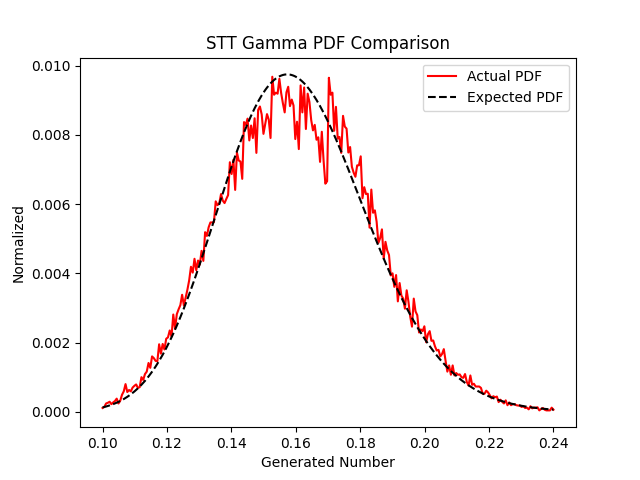 STT Gamma PDF Comparison
Actual PDF
Expected PDF
Normalized
0.010
0.008
0.006
0.004
0.002
0.000
0.10 0.12 0.14 0.16 0.18 0.20 0.22 0.24
Generated Number